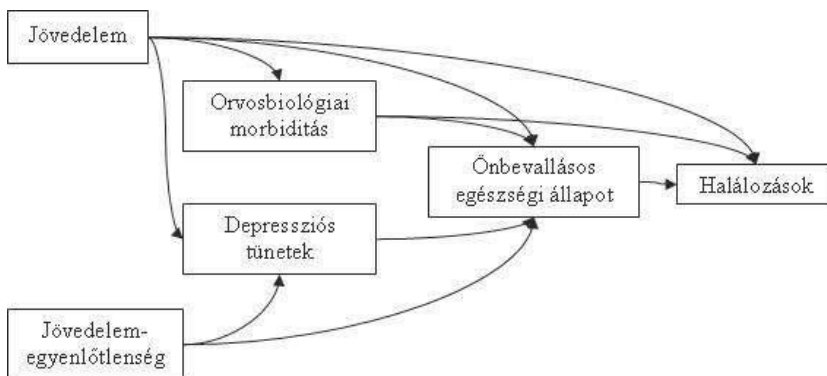 Jövedelem
Orvosbiológiai
morbiditás
Önbevallásos
egészségi állapot
Halálozások
Depressziós
tünetek
Jövedelem-
egyenlőtlenség